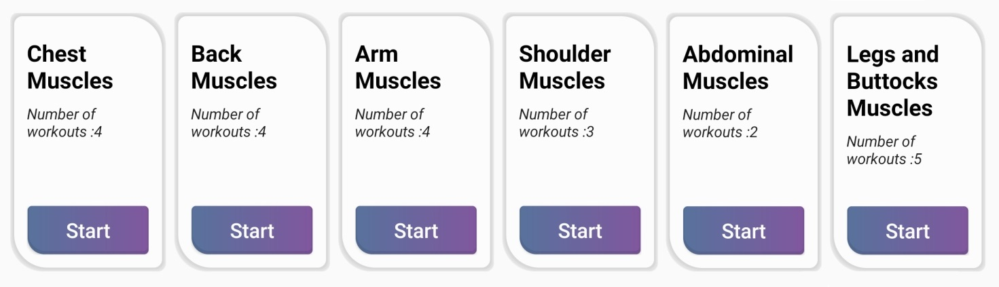 Chest
Muscles
Number of
workouts :4
Start
Back
Muscles
Number of
workouts :4
Start
Arm
Muscles
Number of
workouts :4
Start
Shoulder
Muscles
Number of
workouts :3
Start
Abdominal
Muscles
Number of
workouts :2
Start
Legs and
Buttocks
Muscles
Number of
workouts :5
Start